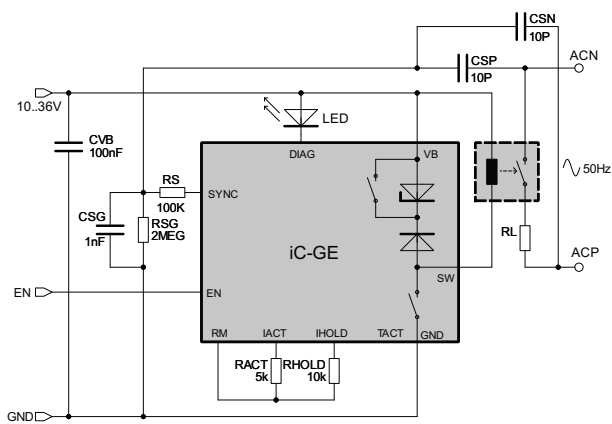 CSN
10P
CSP
10P
ACN
10..36V
LED
CVB
100nF
DIAG
VB
RS
100K
SYNC
50Hz
CSG
1nF
RSG
2MEG
RL
iC-GE
ACP
SW
EN
EN
RM
IACT
IHOLD
TACT
GND
RACT
5k
RHOLD
10k
GND